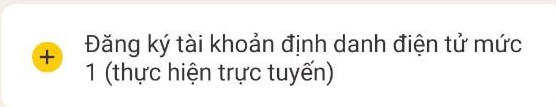 Đăng ký tài khoản định danh điện tử mức
1 (thực hiện trực tuyến)